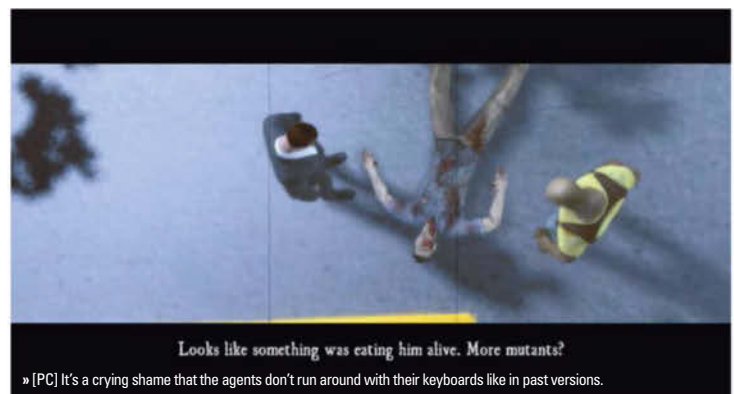 Looks like something was eating him alive. More mutants?
» [PC] It's a crying shame that the agents don't run around with their keyboards like in past versions.